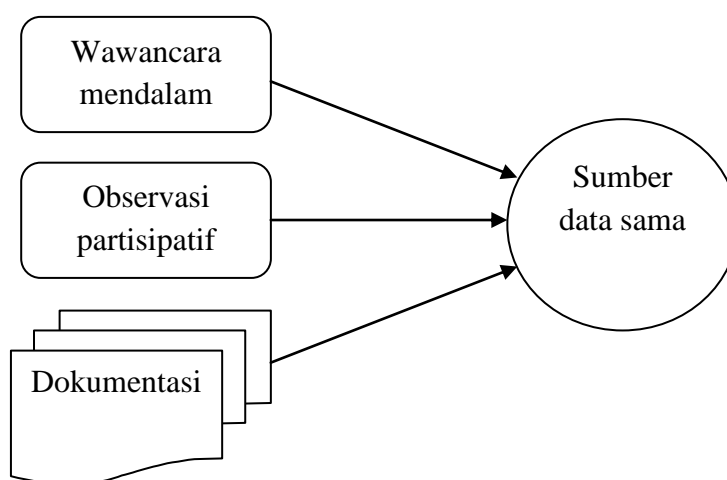 Wawancara
mendalam
Observasi
partisipatif
Dokumentasi
Sumber
data sama